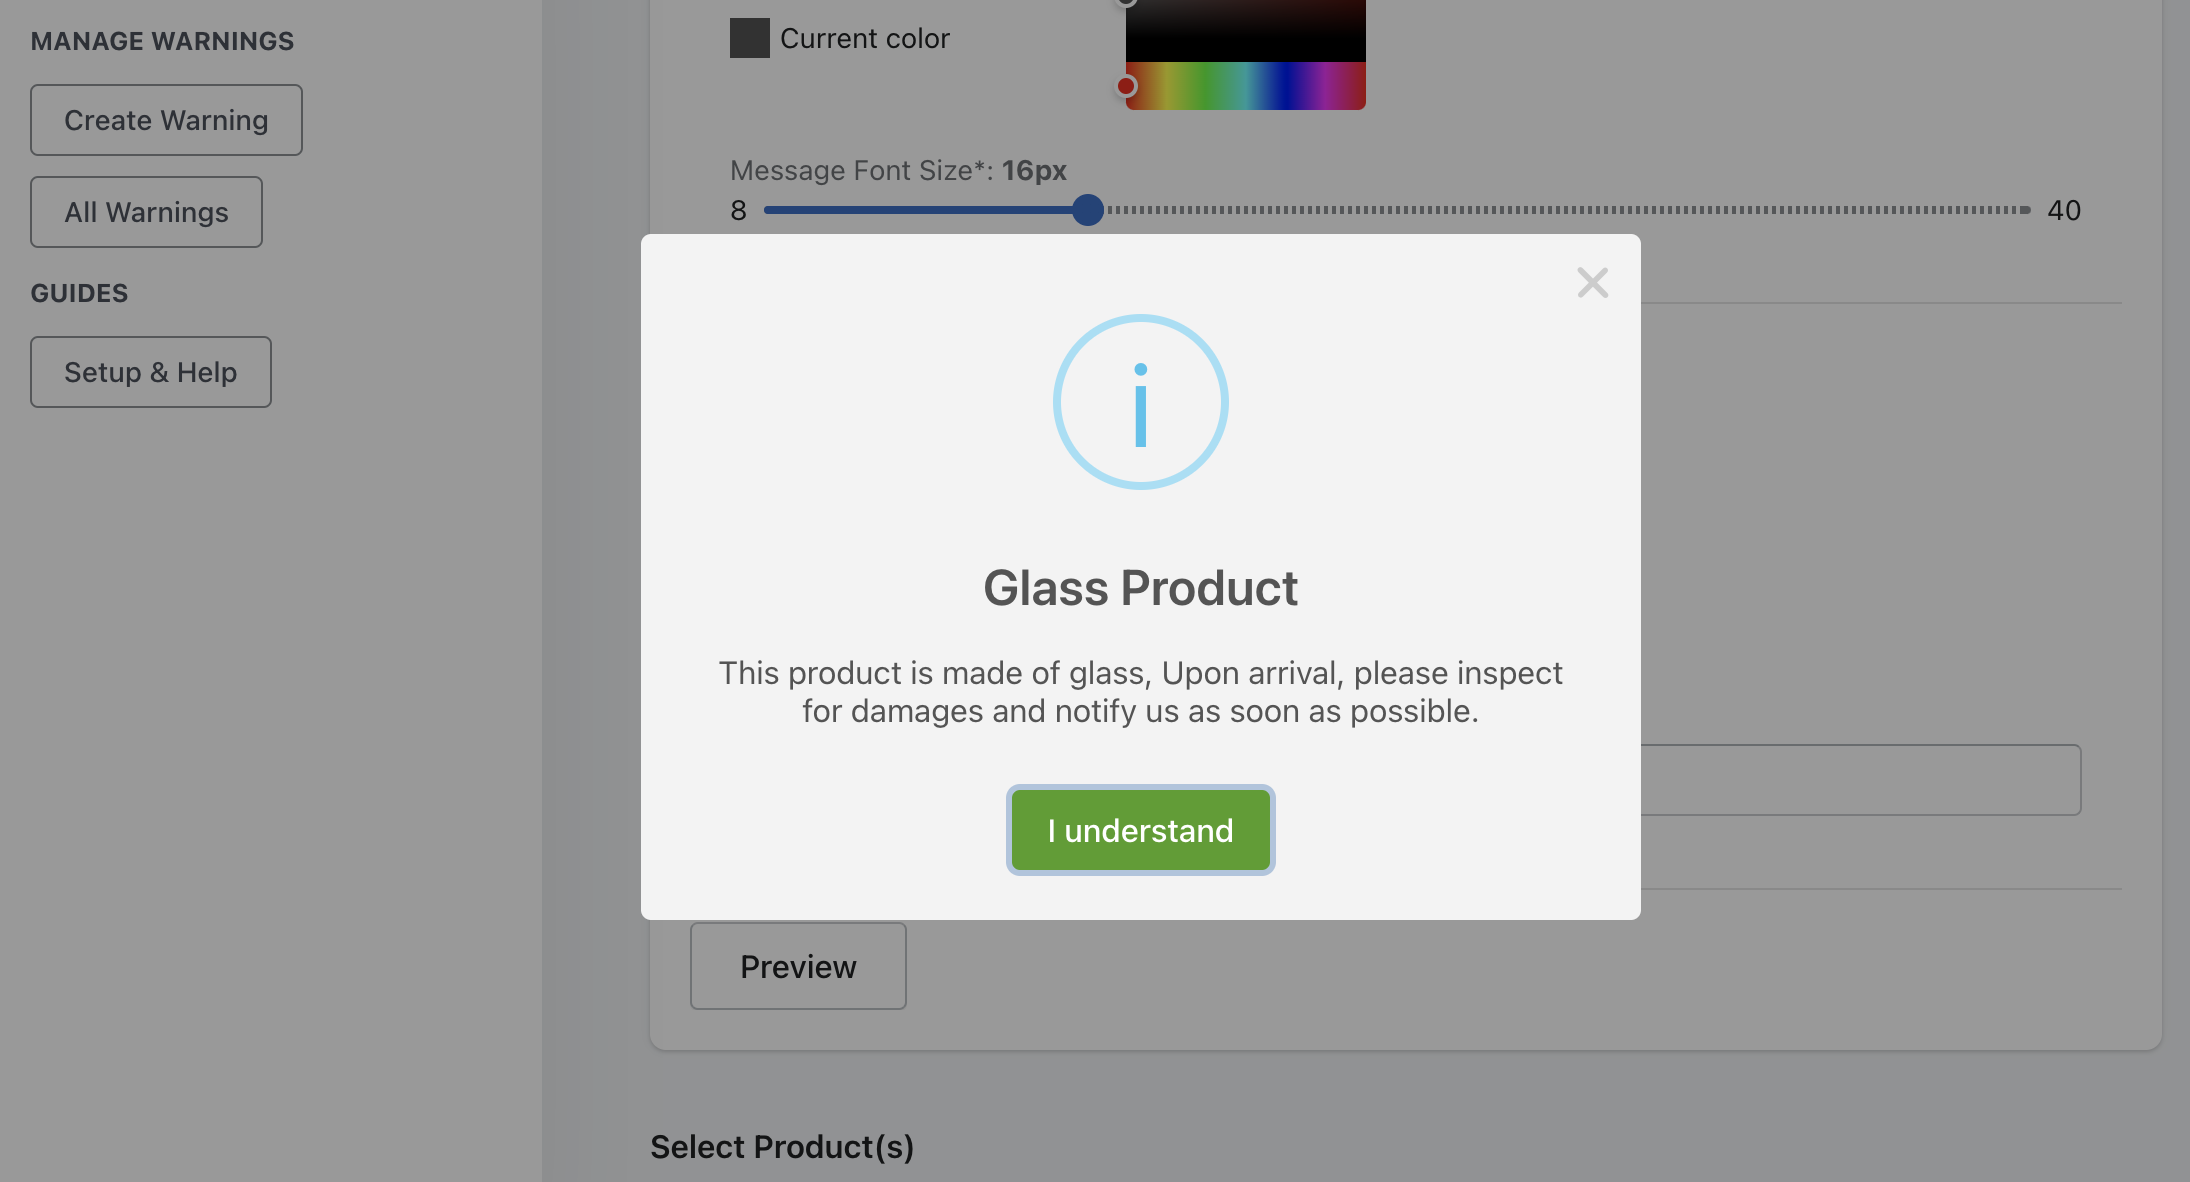 MANAGE WARNINGS
Create Warning
All Warnings
GUIDES
Setup & Help
Current color
Message Font Size*: 16px
8
40
Glass Product
This product is made of glass, Upon arrival, please inspect
for damages and notify us as soon as possible.
I understand
Preview
Select Product(s)